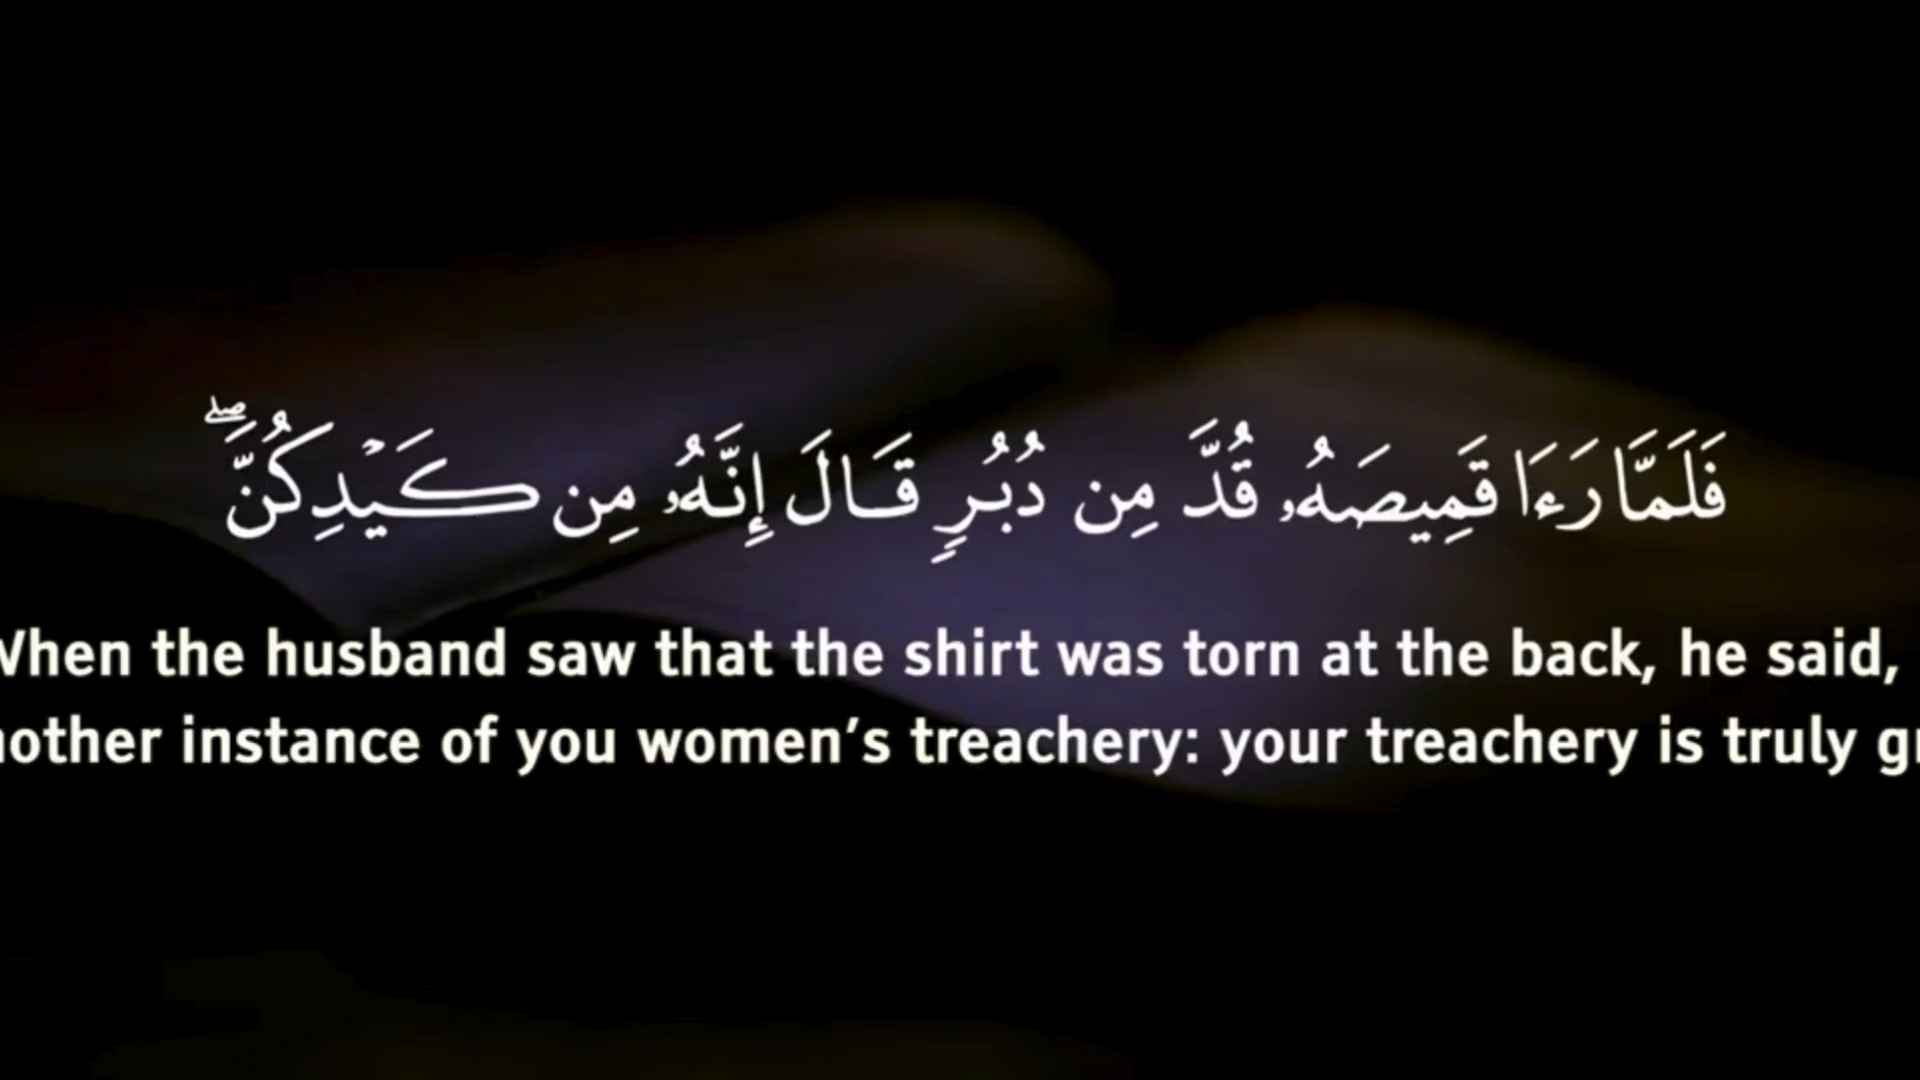 فَلَمَّا رَءَا قَمِيصَهُۥ قُدَّ مِن دُبُرٍ قَالَ إِنَّهُۥ مِن كَيۡدِكُنَّۖ
When the husband saw that the shirt was torn at the back, he said,
nother instance of you women’s treachery: your treachery is truly gr